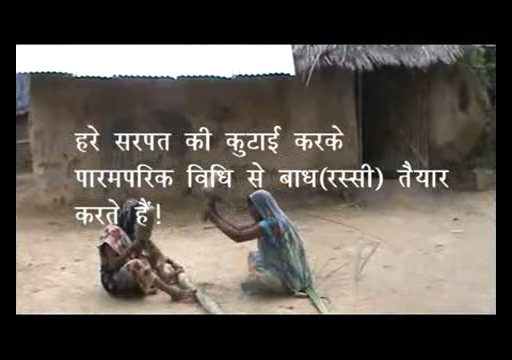 हरे सरपत की कुटाई करके
पारमपरिक विधि से बाध(रस्सी) तैयार
करते हैं!